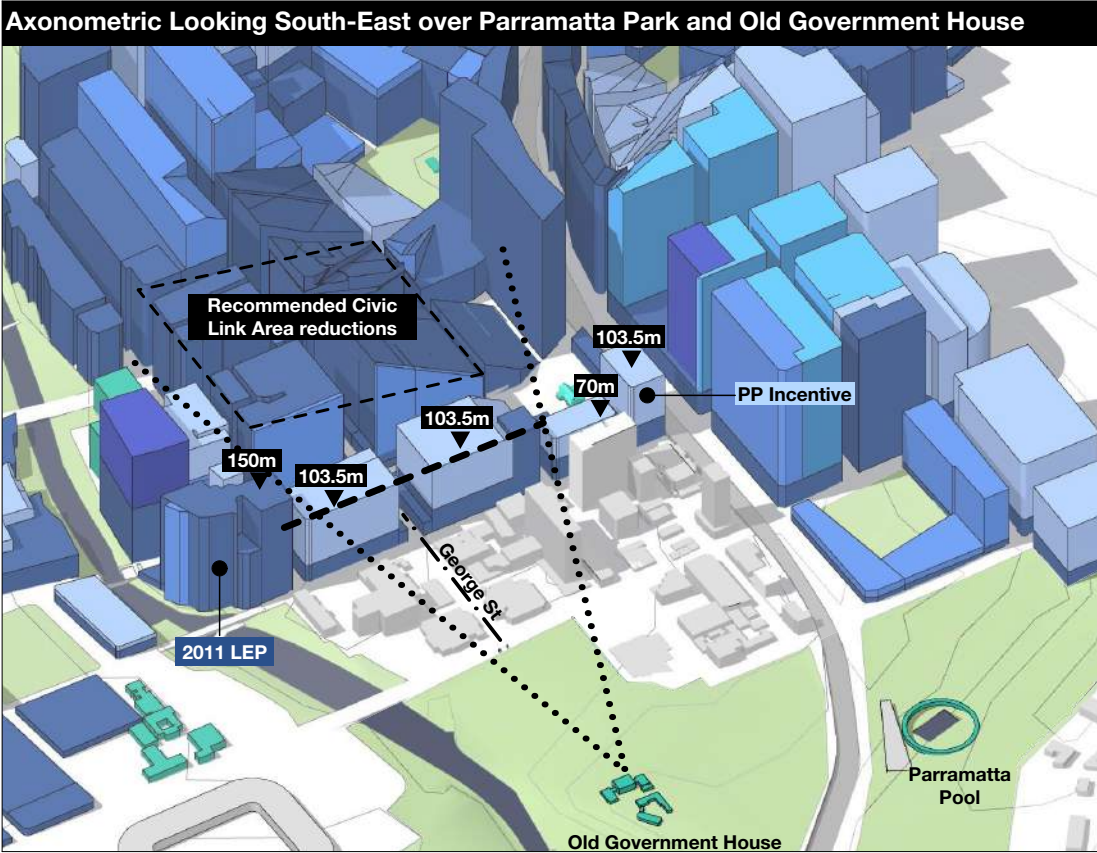 Axonometric Looking South-East over Parramatta Park and Old Government House
Recommended Civic
Link Area reductions
103.5m
70m
PP Incentive
103.5m
150m
103.5m
George St
2011 LEP
Parramatta
Pool
Old Government House